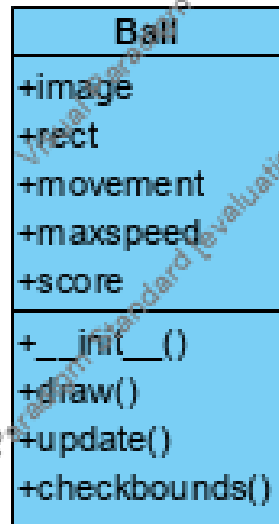 Ball
+image
+rect
+movement
+maxspeed
+score
+__init__()
+draw()
+update()
+checkbounds()